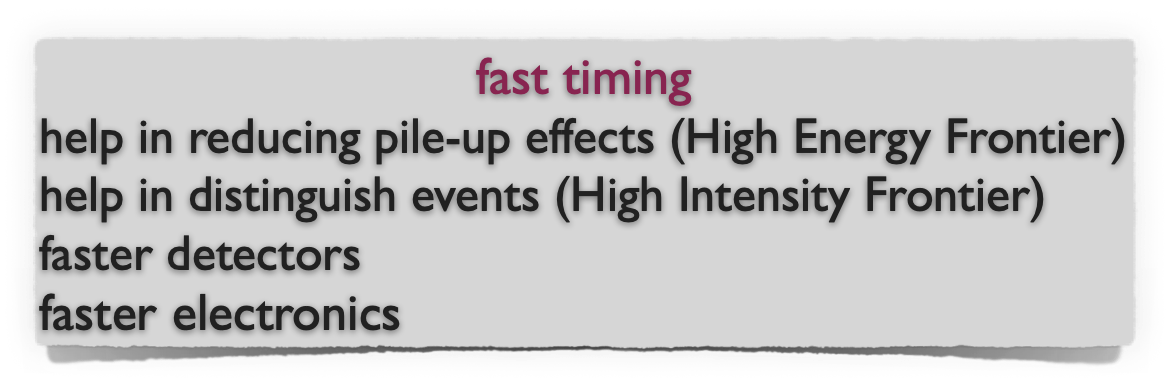 fast timing
help in reducing pile-up effects (High Energy Frontier)
help in distinguish events (High Intensity Frontier)
faster detectors
faster electronics